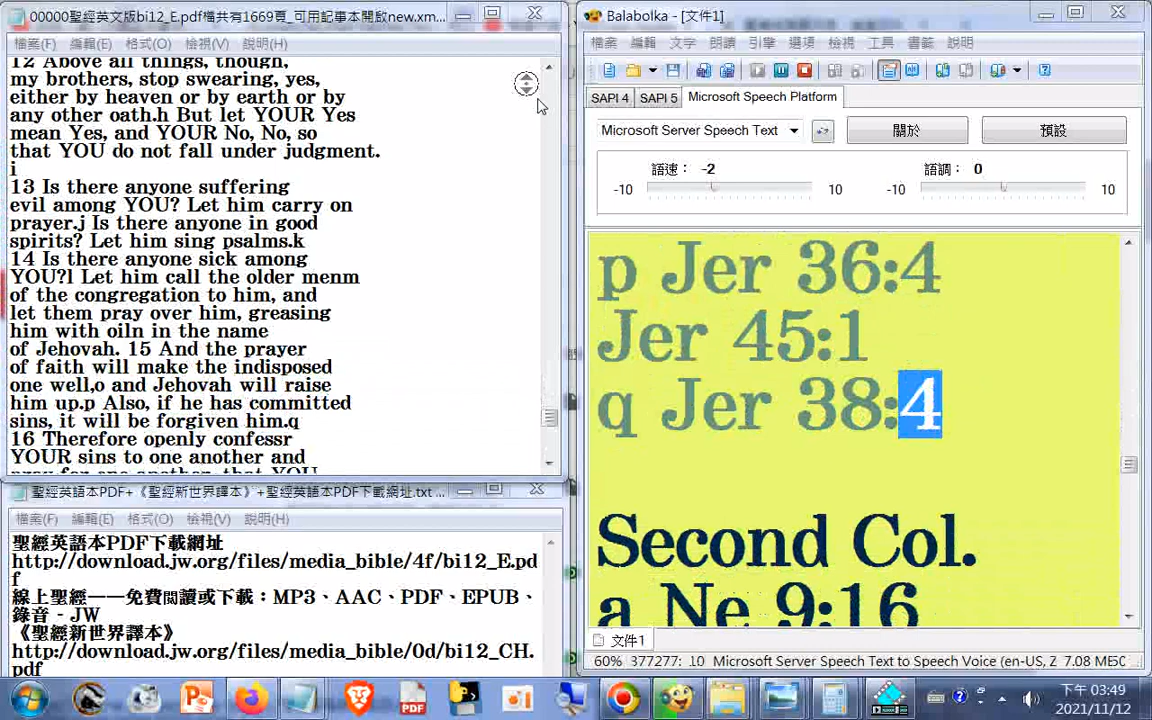 00000聖經英文版bi12_E.pdf檔共有1669頁_可用記事本開啟new.xm...
檔案(F) 編輯(E) 格式(O) 檢視(V) 說明(H)
12 Above all things, though,
my brothers, stop swearing, yes,
either by heaven or by earth or by
any other oath.h But let YOUR Yes
mean Yes, and YOUR No, No, so
that YOU do not fall under judgment.
i
13 Is there anyone suffering
evil among YOU? Let him carry on
prayer.j Is there anyone in good
spirits? Let him sing psalms.k
14 Is there anyone sick among
YOU?l Let him call the older menm
of the congregation to him, and
let them pray over him, greasing
him with oiln in the name
of Jehovah. 15 And the prayer
of faith will make the indisposed
one well,o and Jehovah will raise
him up.p Also, if he has committed
sins, it will be forgiven him.q
16 Therefore openly confessr
YOUR sins to one another and
pray for one another, that YOU
聖經英語本PDF+《聖經新世界譯本》+聖經英語本PDF下載網址.txt ...
檔案(F) 編輯(E) 格式(O) 檢視(V) 說明(H)
聖經英語本PDF下載網址
http://download.jw.org/files/media_bible/4f/bi12_E.pd
f
線上聖經——免費閱讀或下載：MP3、AAC、PDF、EPUB、
錄音 - JW
《聖經新世界譯本》
http://download.jw.org/files/media_bible/0d/bi12_CH.
pdf
Balabolka - [文件1]
檔案 編輯 文字 朗讀 引擎 選項 檢視 工具 書籤 說明
SAPI 4 SAPI 5 Microsoft Speech Platform
Microsoft Server Speech Text 關於 預設
語速： -2 語調： 0
-10 10 -10 10
p Jer 36:4
Jer 45:1
q Jer 38:4
Second Col.
a Ne 9:16
文件1
60% 377277: 10 Microsoft Server Speech Text to Speech Voice (en-US, Z 7.08 ME50
下午 03:49
2021/11/12